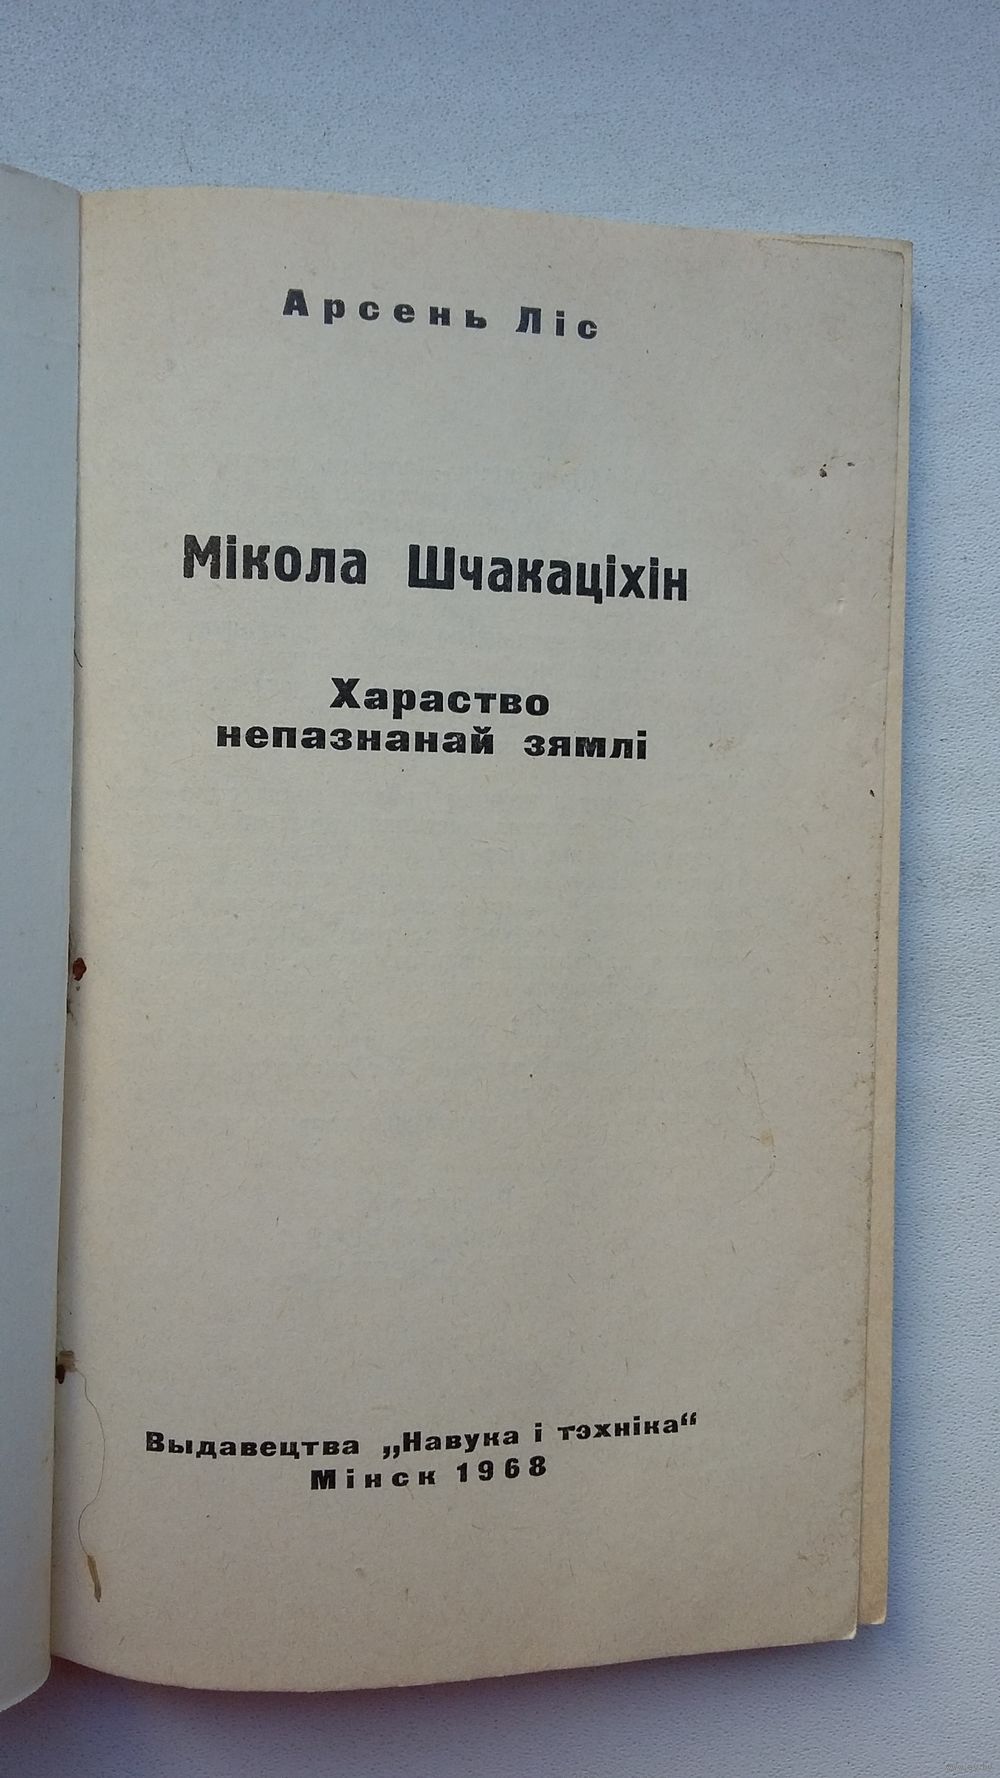 Арсень Ліс
Мікола Шчакаціхін
Хараство
непазнанай зямлі
Выдавецтва „Навука і тэхніка“
Мінск 1968